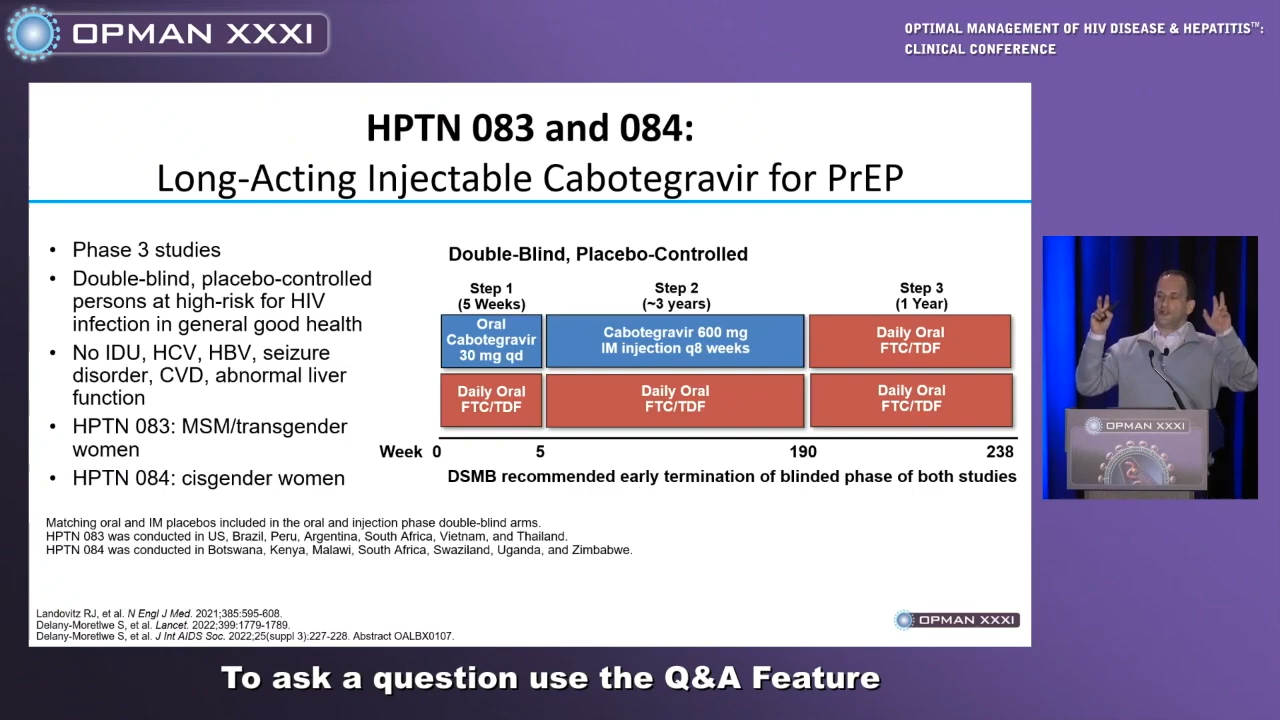 OPMAN XXXI
OPTIMAL MANAGEMENT OF HIV DISEASE & HEPATITIS™:
CLINICAL CONFERENCE
HPTN 083 and 084:
Long-Acting Injectable Cabotegravir for PrEP
• Phase 3 studies
• Double-blind, placebo-controlled
persons at high-risk for HIV
infection in general good health
• No IDU, HCV, HBV, seizure
disorder, CVD, abnormal liver
function
• HPTN 083: MSM/transgender
women
• HPTN 084: cisgender women
Double-Blind, Placebo-Controlled
Step 1
(5 Weeks)
Step 2
(~3 years)
Step 3
(1 Year)
Oral
Cabotegravir
30 mg qd
Cabotegravir 600 mg
IM injection q8 weeks
Daily Oral
FTC/TDF
Daily Oral
FTC/TDF
Daily Oral
FTC/TDF
Daily Oral
FTC/TDF
Week 0 5 190 238
DSMB recommended early termination of blinded phase of both studies
Matching oral and IM placebos included in the oral and injection phase double-blind arms.
HPTN 083 was conducted in US, Brazil, Peru, Argentina, South Africa, Vietnam, and Thailand.
HPTN 084 was conducted in Botswana, Kenya, Malawi, South Africa, Swaziland, Uganda, and Zimbabwe.
Landovitz RJ, et al. N Engl J Med. 2021;385:595-608.
Delany-Moretlwe S, et al. Lancet. 2022;399:1779-1789.
Delany-Moretlwe S, et al. J Int AIDS Soc. 2022;25(suppl 3):227-228. Abstract OALBX0107.
OPMAN XXXI
OPMAN XXXI
To ask a question use the Q&A Feature